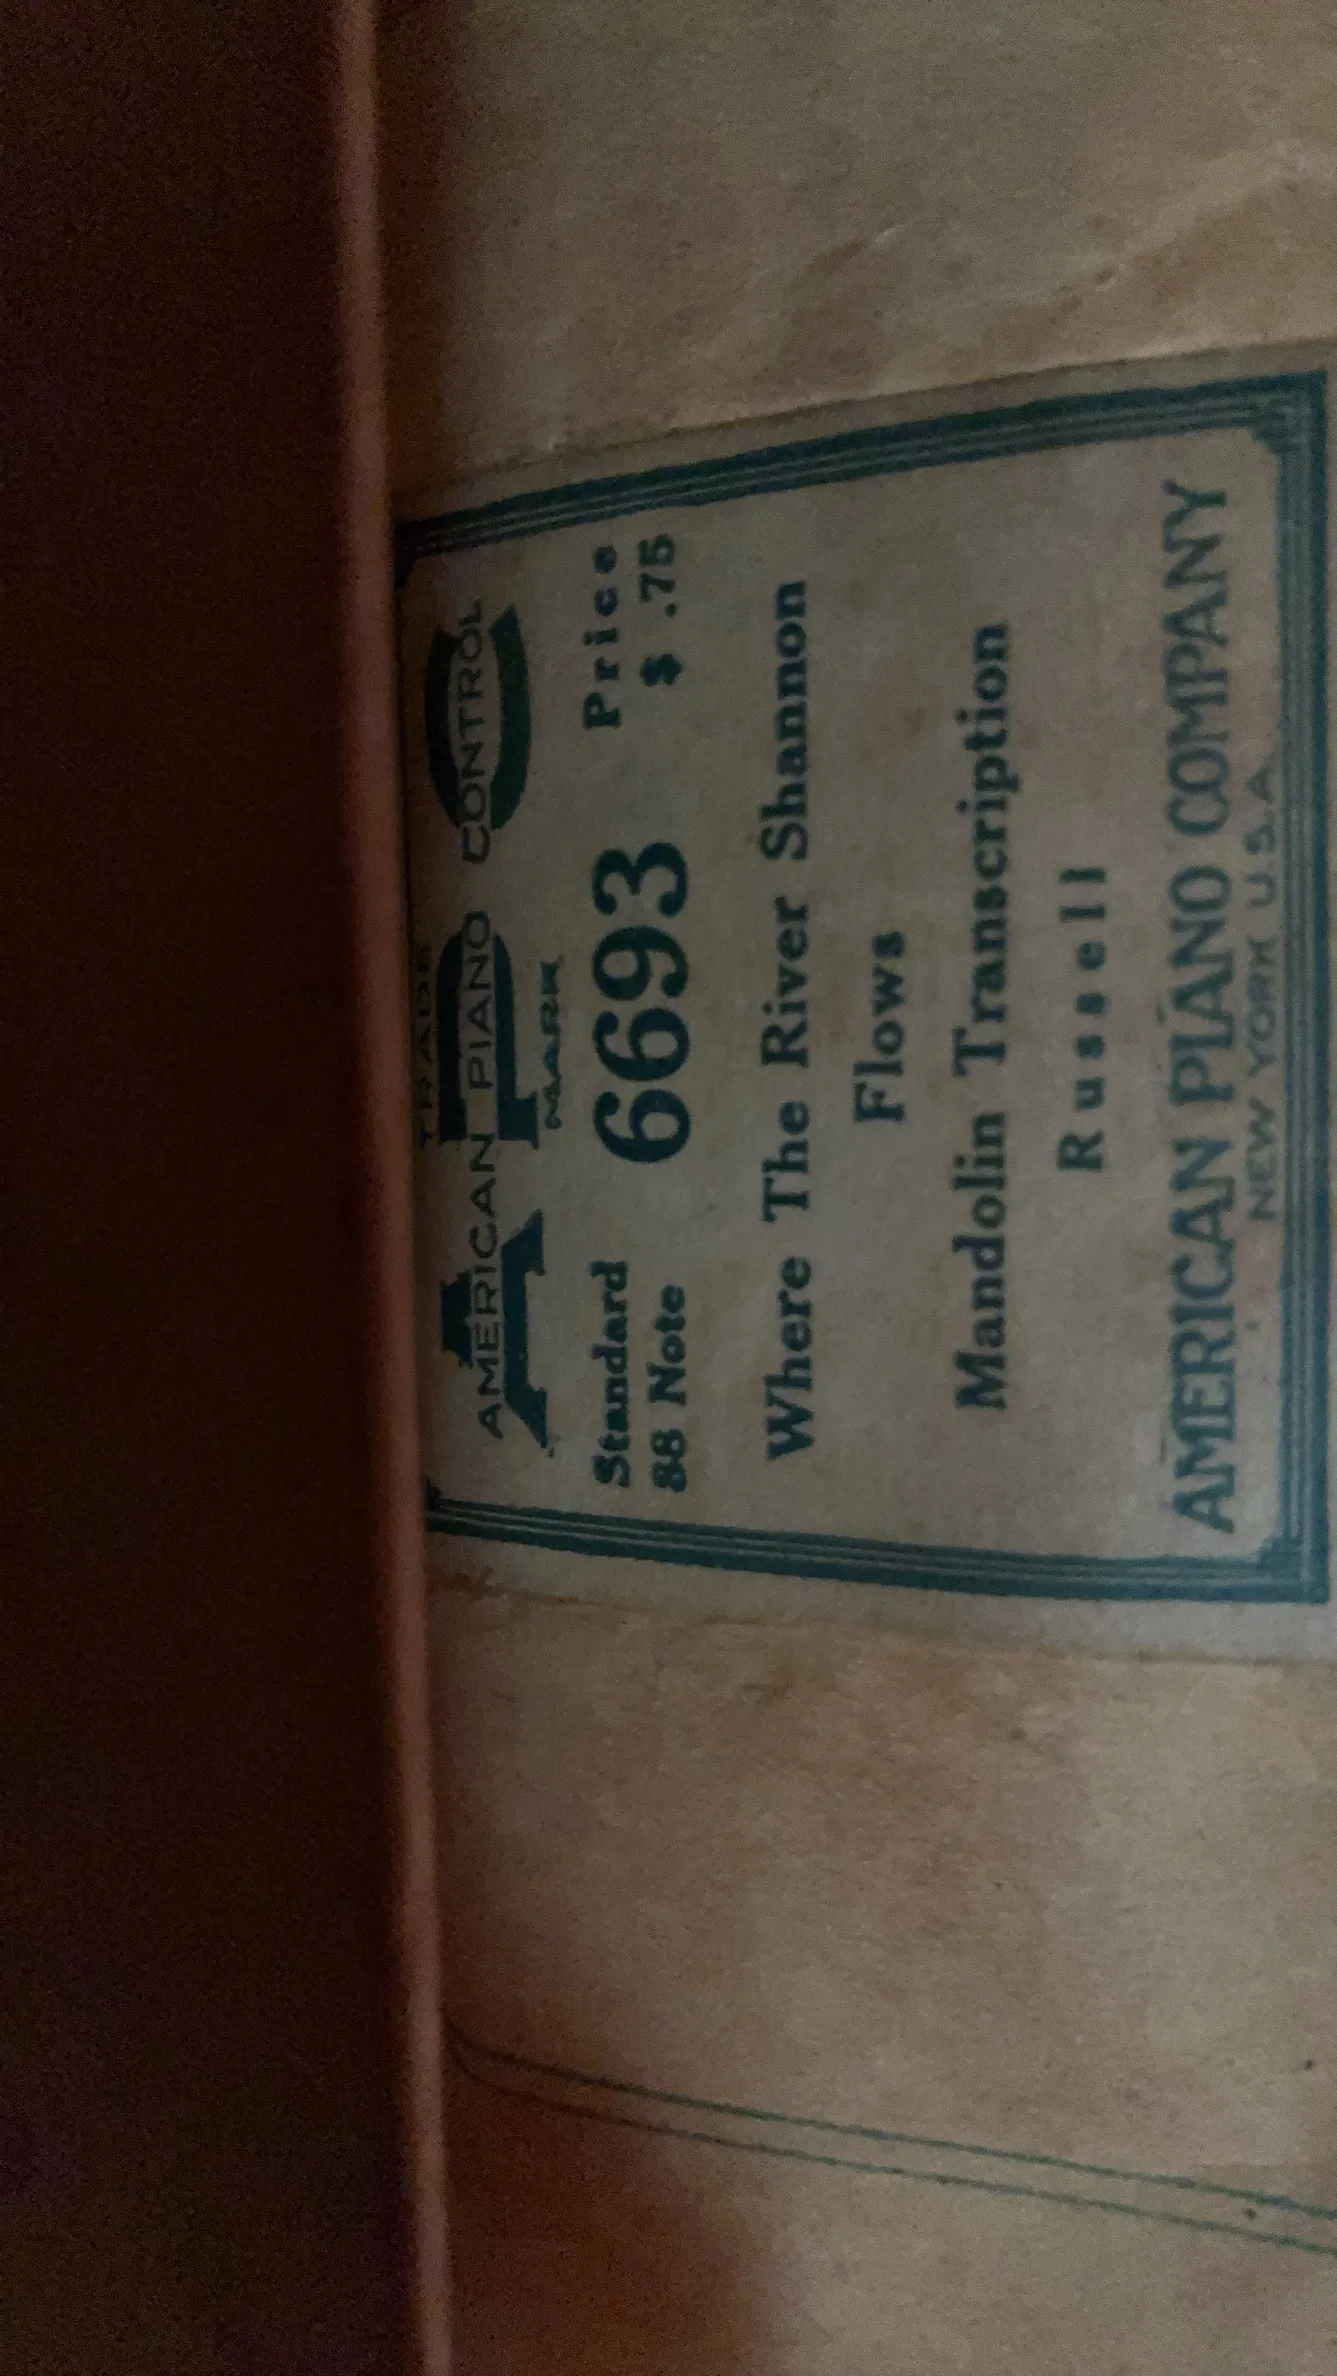 TRADE
APC
AMERICAN PIANO CONTROL
MARK
Standard 6693 Price
88 Note $ .75
Where The River Shannon
Flows
Mandolin Transcription
Russell
AMERICAN PIANO COMPANY
NEW YORK U.S.A.